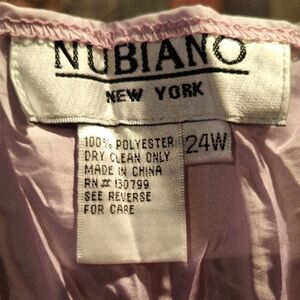 NUBIANO
NEW YORK
24W
100% POLYESTER
DRY CLEAN ONLY
MADE IN CHINA
RN# 130799
SEE REVERSE
FOR CARE